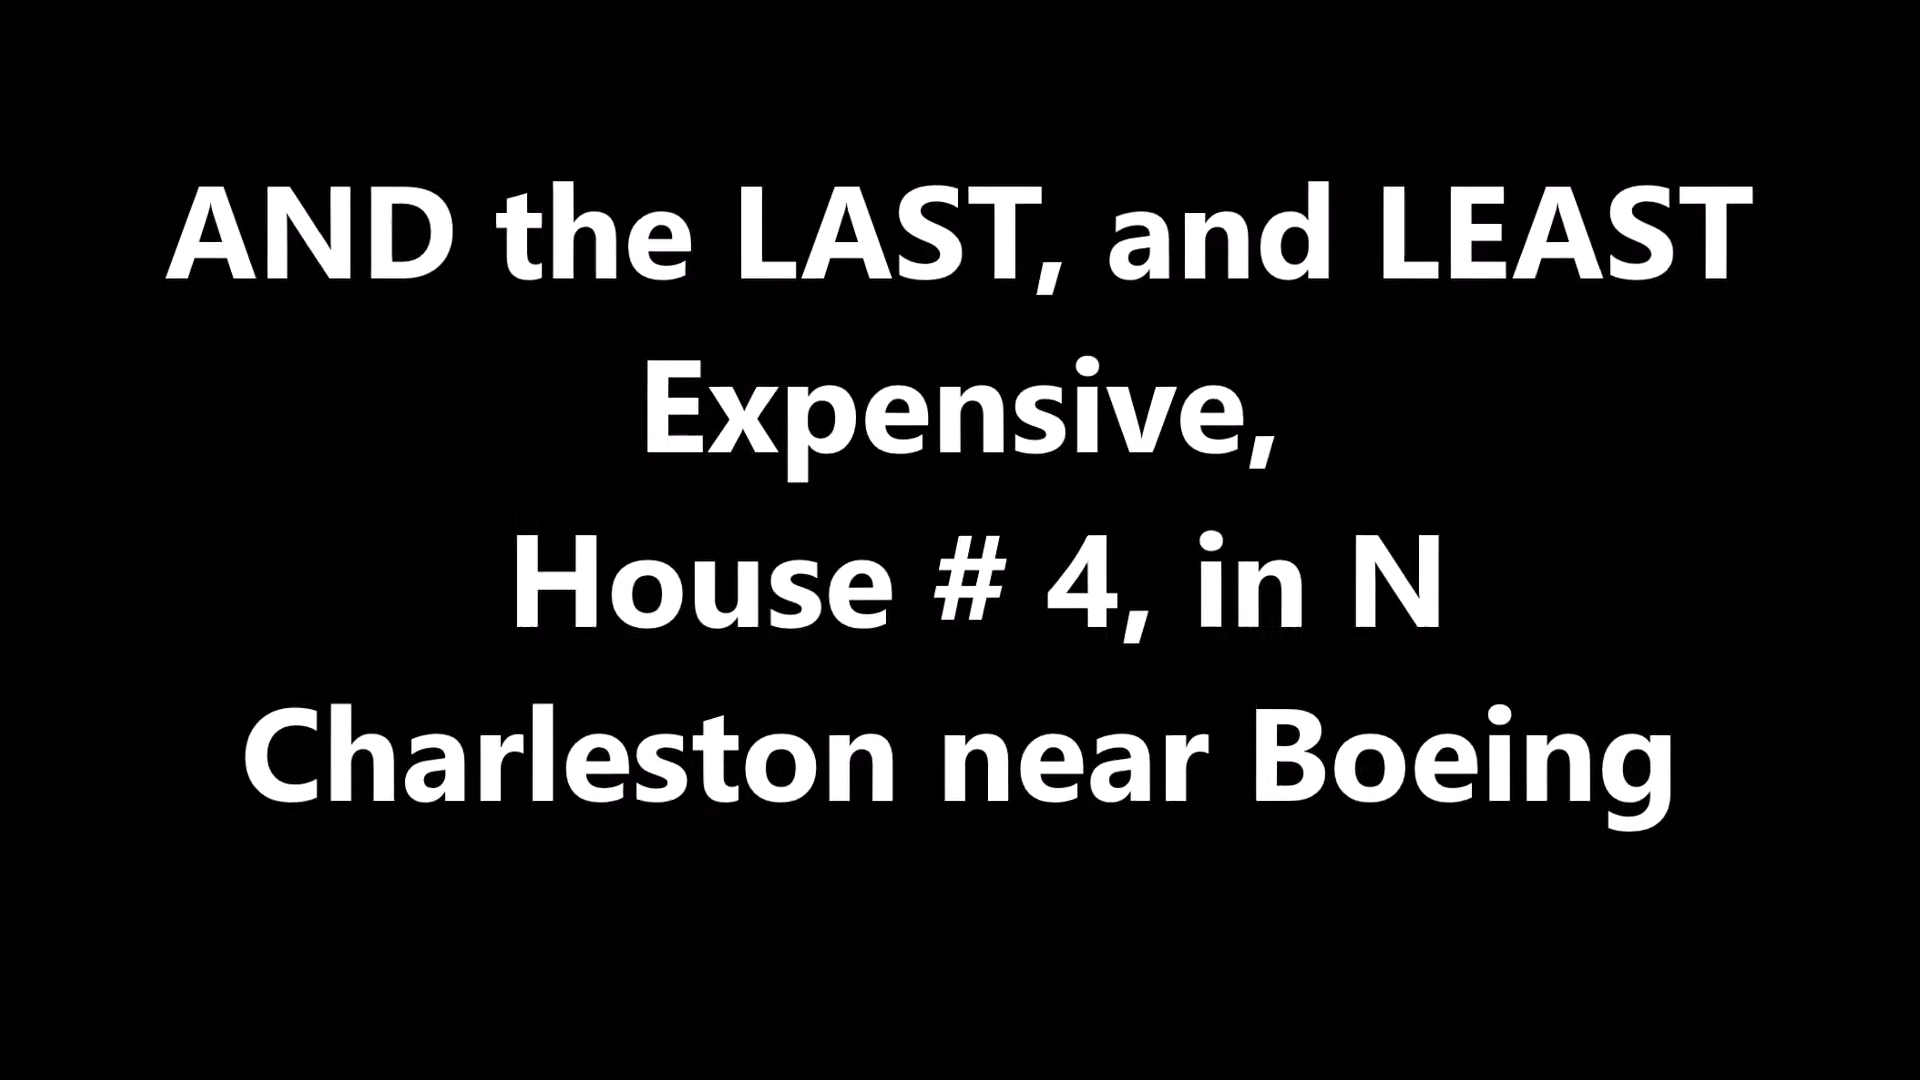 AND the LAST, and LEAST
Expensive,
House # 4, in N
Charleston near Boeing